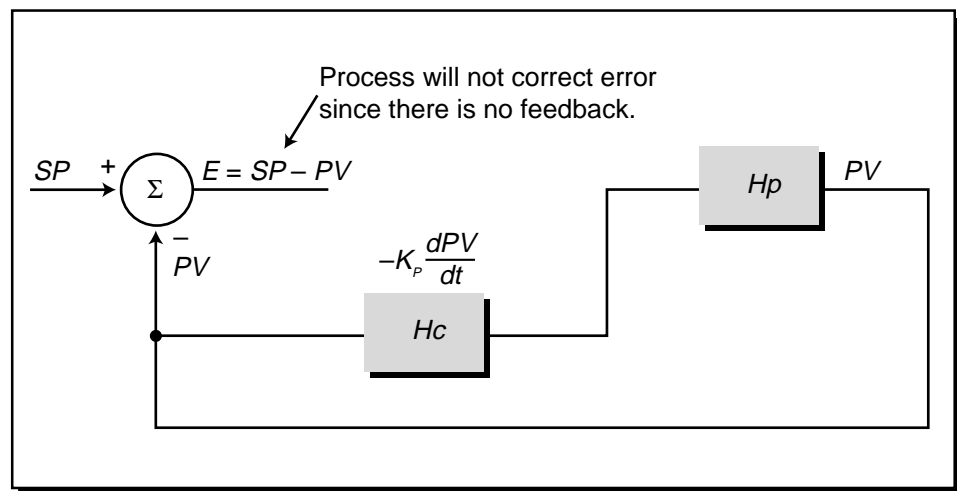 Process will not correct error
since there is no feedback.
SP
+
Σ
E = SP – PV
–
PV
Hp
PV
–K_P dPV/dt
Hc